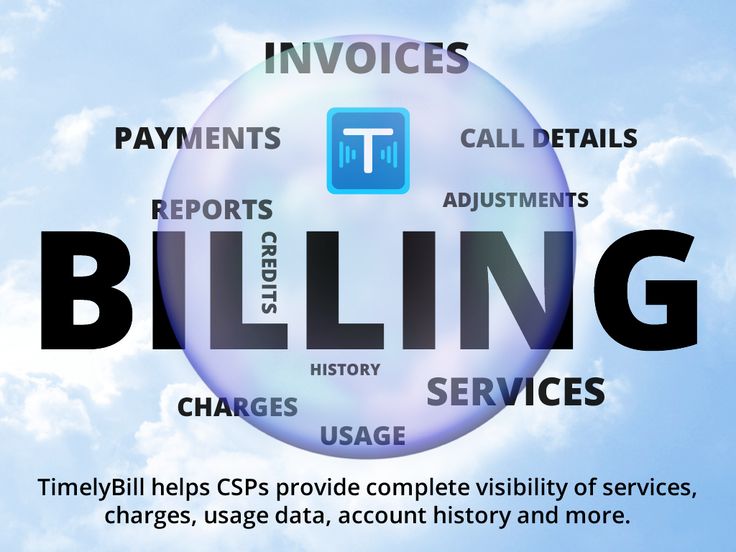 INVOICES
T
PAYMENTS
CALL DETAILS
REPORTS
ADJUSTMENTS
CREDITS
BILLING
HISTORY
CHARGES
SERVICES
USAGE
TimelyBill helps CSPs provide complete visibility of services,
charges, usage data, account history and more.